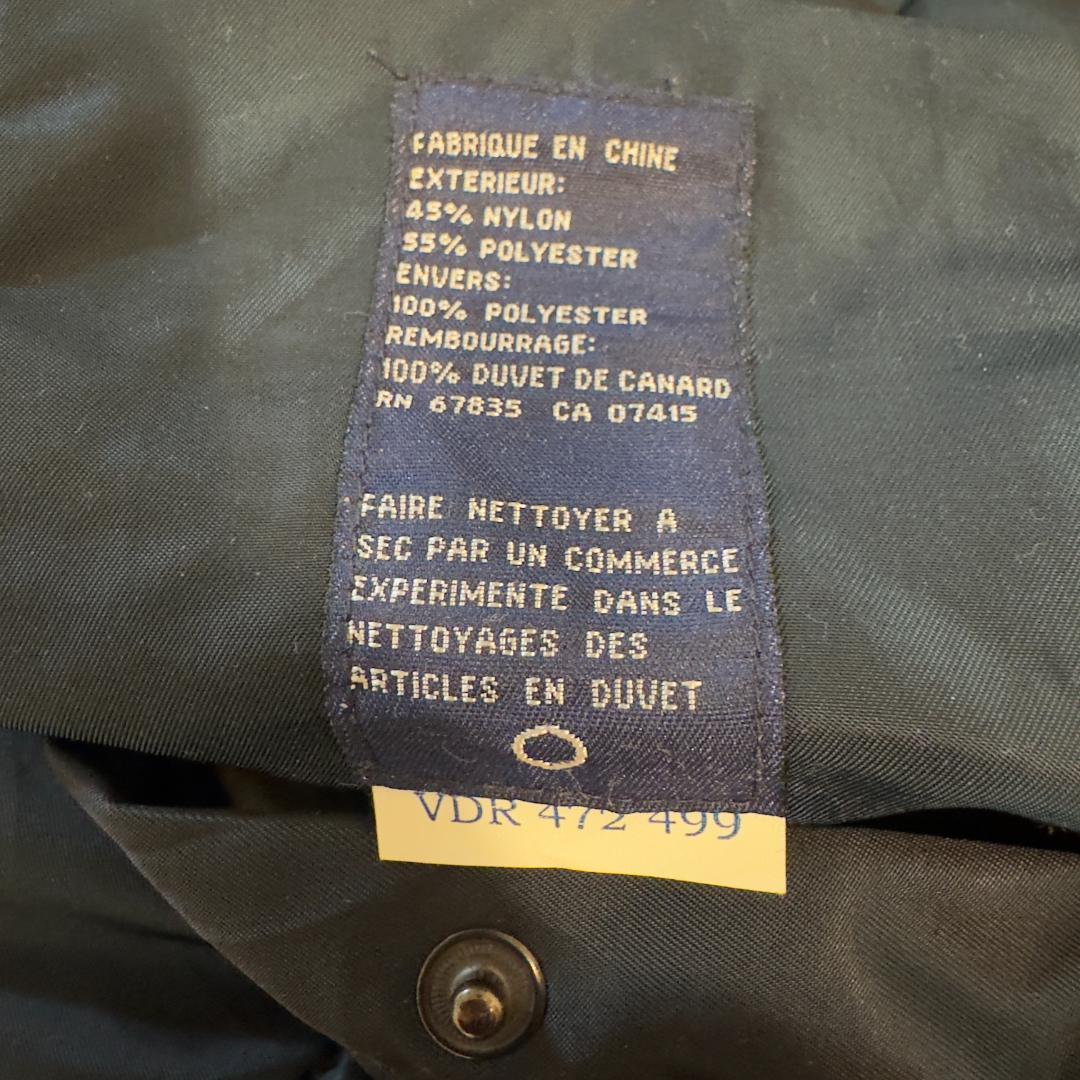 FABRIQUE EN CHINE
EXTERIEUR:
45% NYLON
55% POLYESTER
ENVERS:
100% POLYESTER
REMBOURRAGE:
100% DUVET DE CANARD
RN 67835 CA 07415
FAIRE NETTOYER A
SEC PAR UN COMMERCE
EXPERIMENTE DANS LE
NETTOYAGES DES
ARTICLES EN DUVET
VDR 472 499